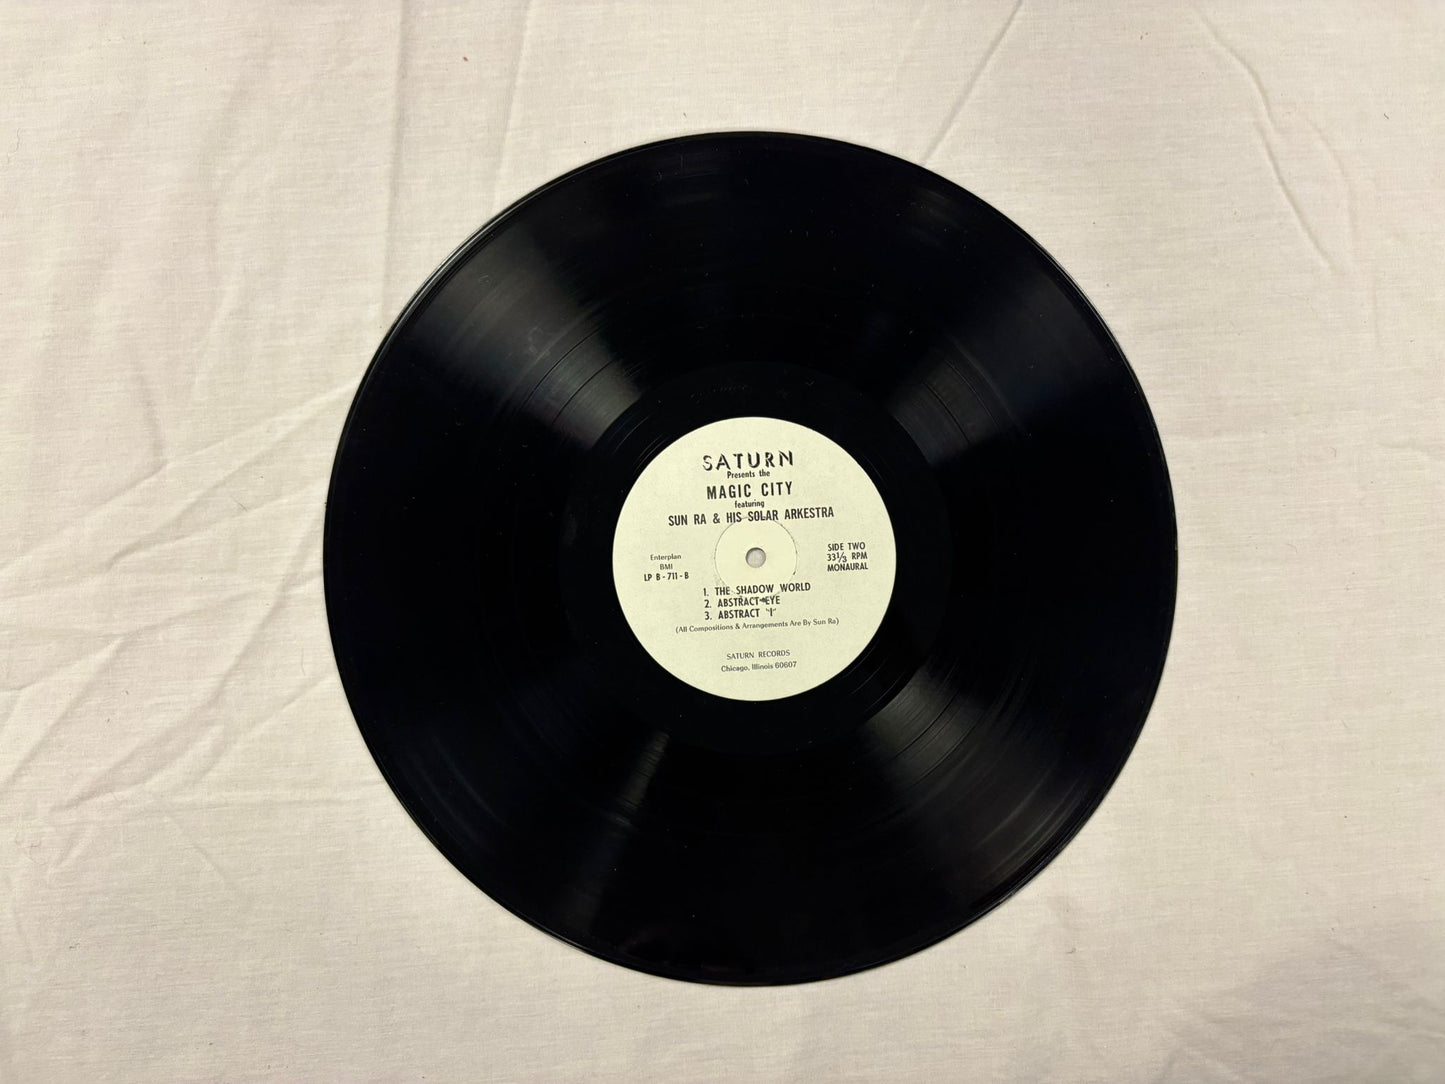 SATURN
Presents the
MAGIC CITY
featuring
SUN RA & HIS SOLAR ARKESTRA
Enterplan
BMI
LP B - 711 - B
SIDE TWO
33⅓ RPM
MONAURAL
1. THE SHADOW WORLD
2. ABSTRACT EYE
3. ABSTRACT "I"
(All Compositions & Arrangements Are By Sun Ra)
SATURN RECORDS
Chicago, Illinois 60607